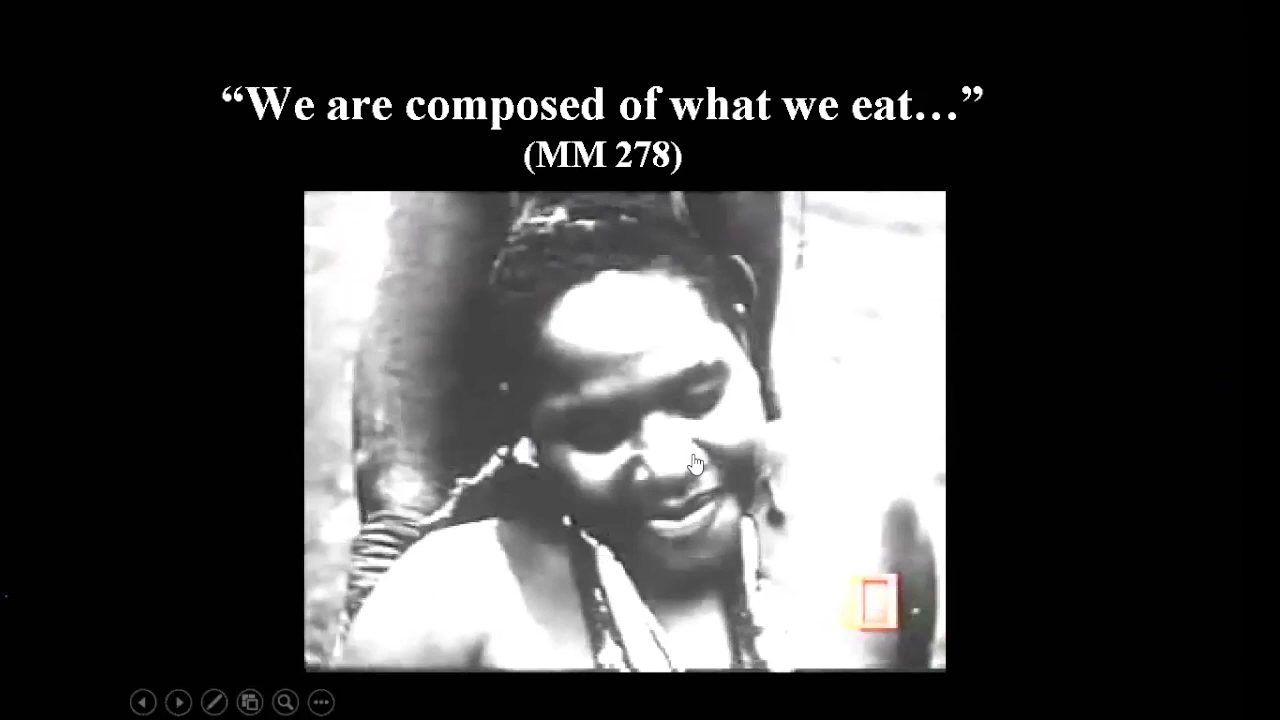 “We are composed of what we eat…”
(MM 278)